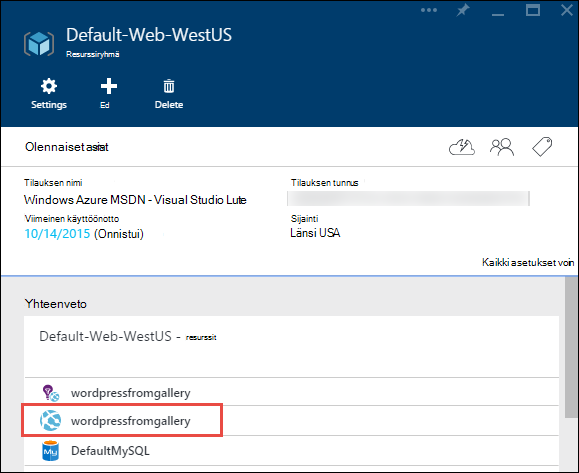 Default-Web-WestUS
Resurssiryhmä
Settings
Ed
Delete
Olennaiset asiat
Tilauksen nimi
Tilauksen tunnus
Windows Azure MSDN - Visual Studio Lute
Viimeinen käyttöönotto
Sijainti
10/14/2015 (Onnistui)
Länsi USA
Kaikki asetukset voin
Yhteenveto
Default-Web-WestUS - resurssit
wordpressfromgallery
wordpressfromgallery
My
DefaultMySQL